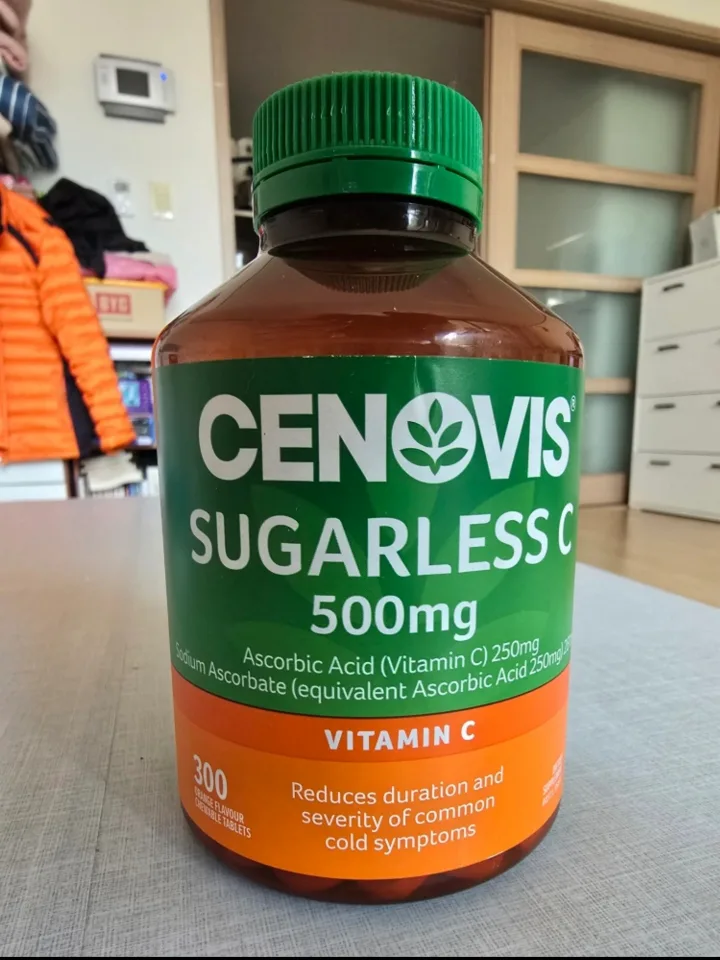 CENOVIS®
SUGARLESS C
500mg
Ascorbic Acid (Vitamin C) 250mg
Sodium Ascorbate (equivalent Ascorbic Acid 250mg)
VITAMIN C
300
ORANGE FLAVOUR
CHEWABLE TABLETS
Reduces duration and
severity of common
cold symptoms